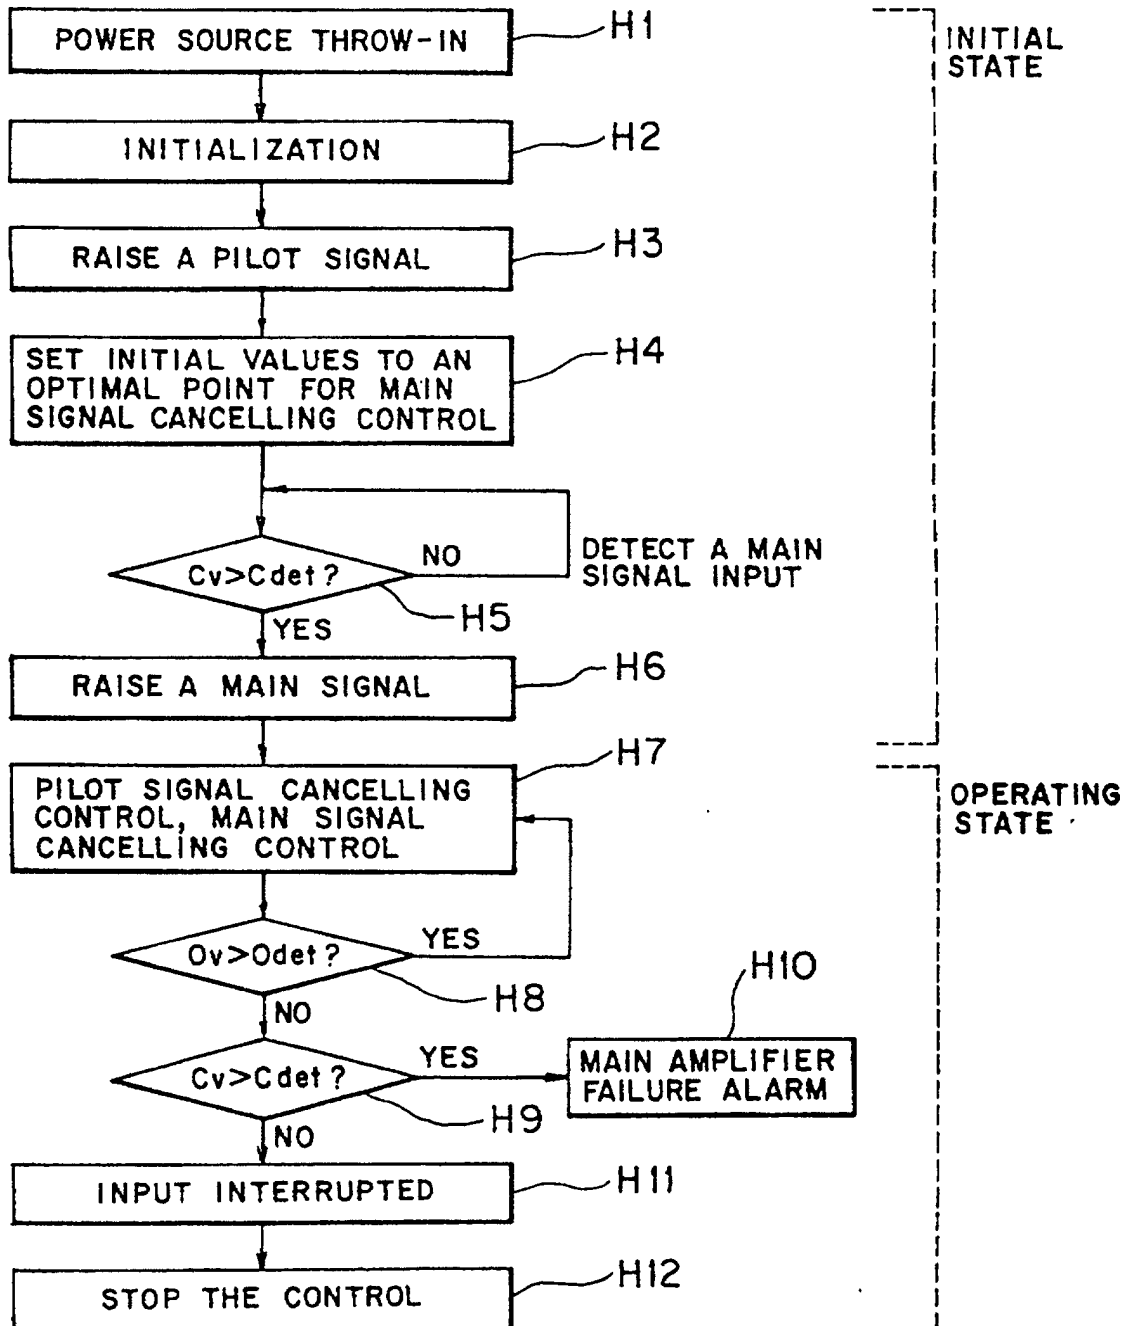 POWER SOURCE THROW-IN
H1
INITIAL
STATE
INITIALIZATION
H2
RAISE A PILOT SIGNAL
H3
SET INITIAL VALUES TO AN
OPTIMAL POINT FOR MAIN
SIGNAL CANCELLING CONTROL
H4
Cv>Cdet?
NO
DETECT A MAIN
SIGNAL INPUT
H5
YES
RAISE A MAIN SIGNAL
H6
PILOT SIGNAL CANCELLING
CONTROL, MAIN SIGNAL
CANCELLING CONTROL
H7
OPERATING
STATE
Ov>Odet?
YES
H8
NO
Cv>Cdet?
YES
H10
MAIN AMPLIFIER
FAILURE ALARM
H9
NO
INPUT INTERRUPTED
H11
STOP THE CONTROL
H12